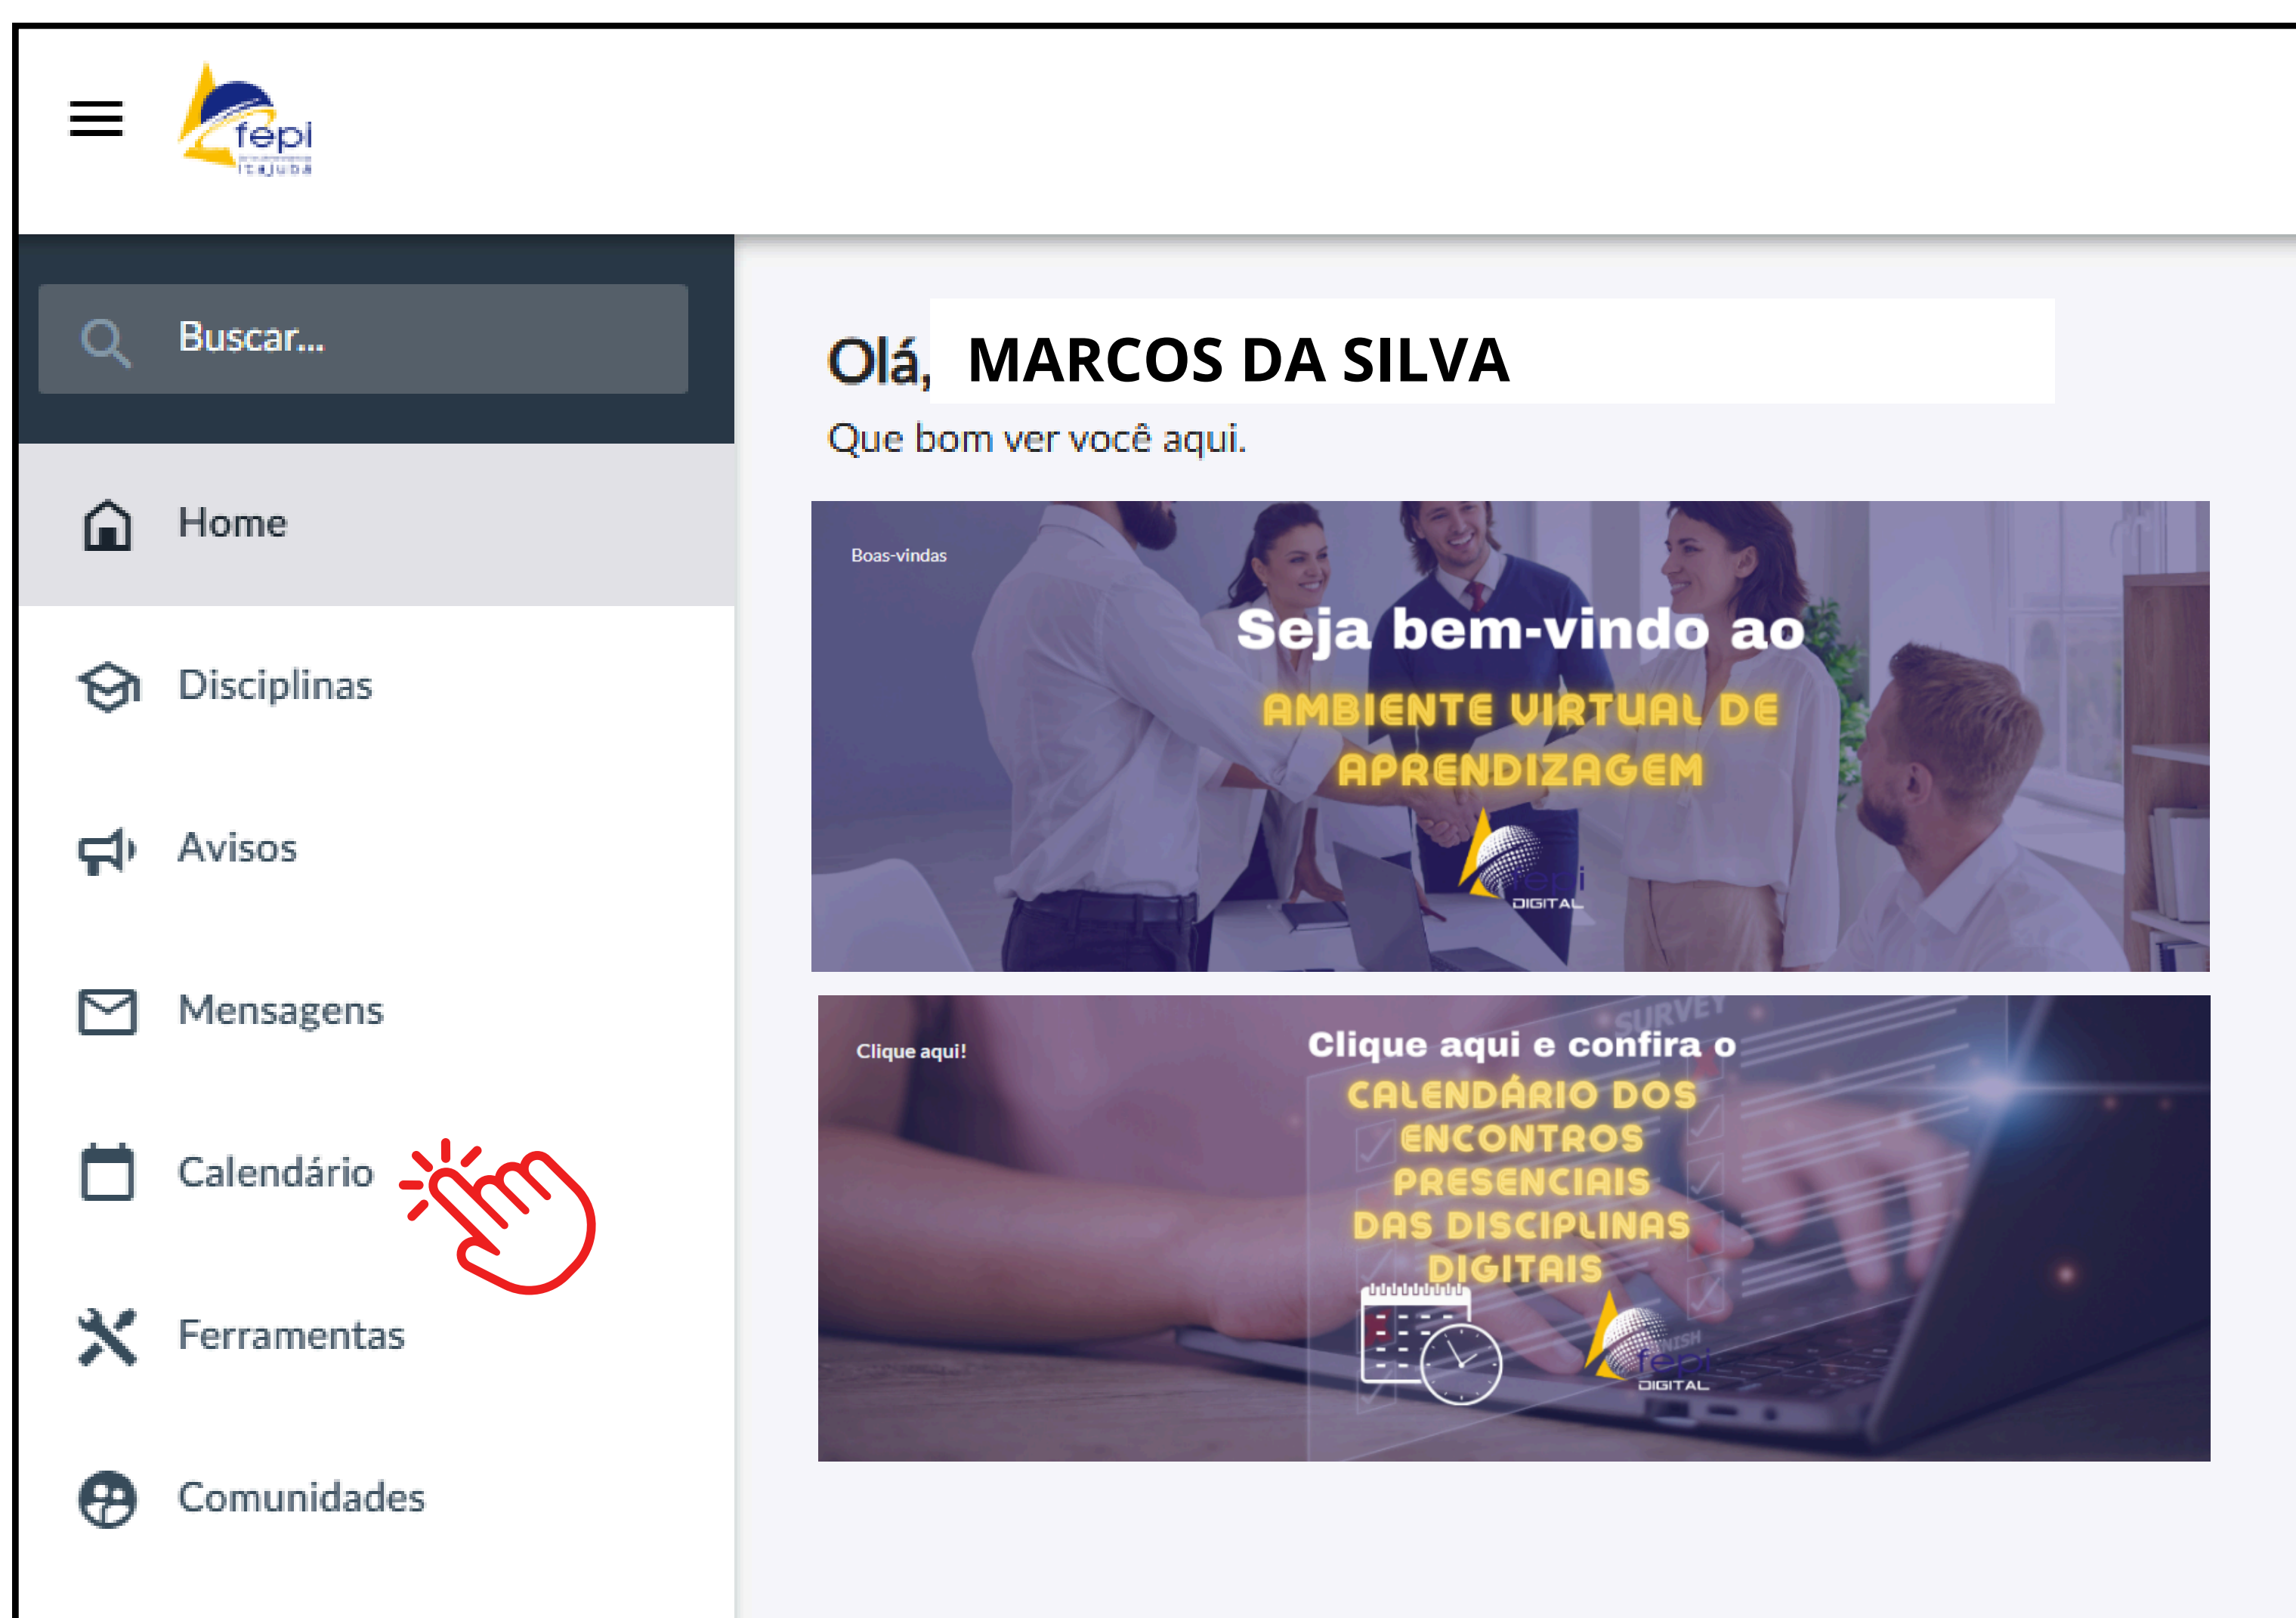 fepi
Itajubá
Buscar...
Home
Disciplinas
Avisos
Mensagens
Calendário
Ferramentas
Comunidades
Olá, MARCOS DA SILVA
Que bom ver você aqui.
Boas-vindas
Seja bem-vindo ao
AMBIENTE VIRTUAL DE
APRENDIZAGEM
fepi
DIGITAL
SURVEY
Clique aqui!
Clique aqui e confira o
CALENDÁRIO DOS
ENCONTROS
PRESENCIAIS
DAS DISCIPLINAS
DIGITAIS
fepi
DIGITAL